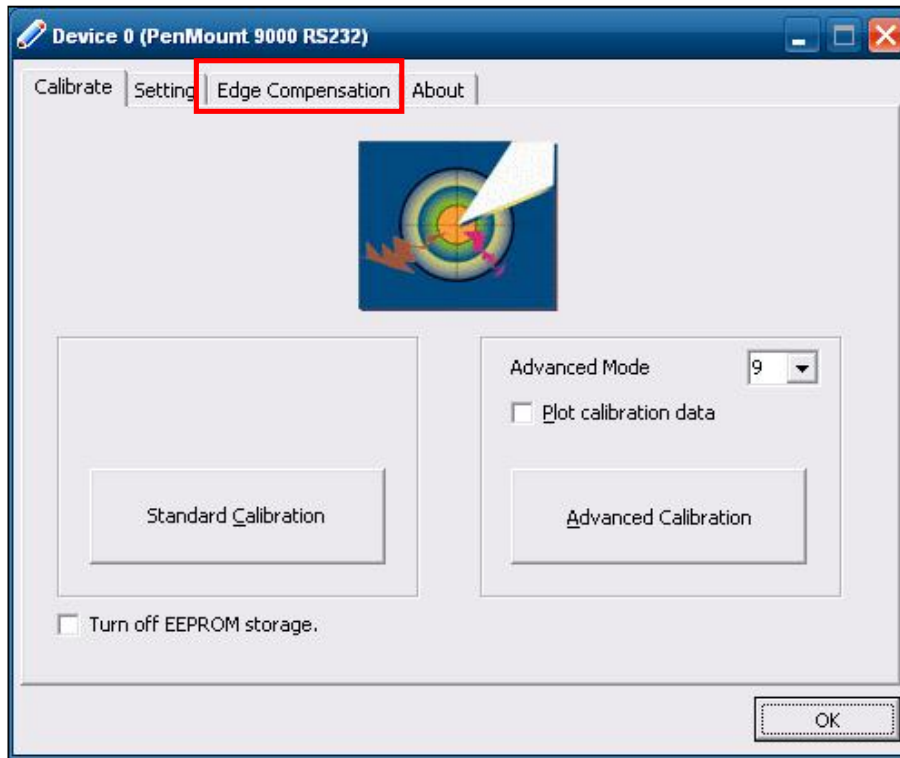 Device 0 (PenMount 9000 RS232)
Calibrate Setting Edge Compensation About
Advanced Mode 9
Plot calibration data
Standard Calibration Advanced Calibration
Turn off EEPROM storage.
OK